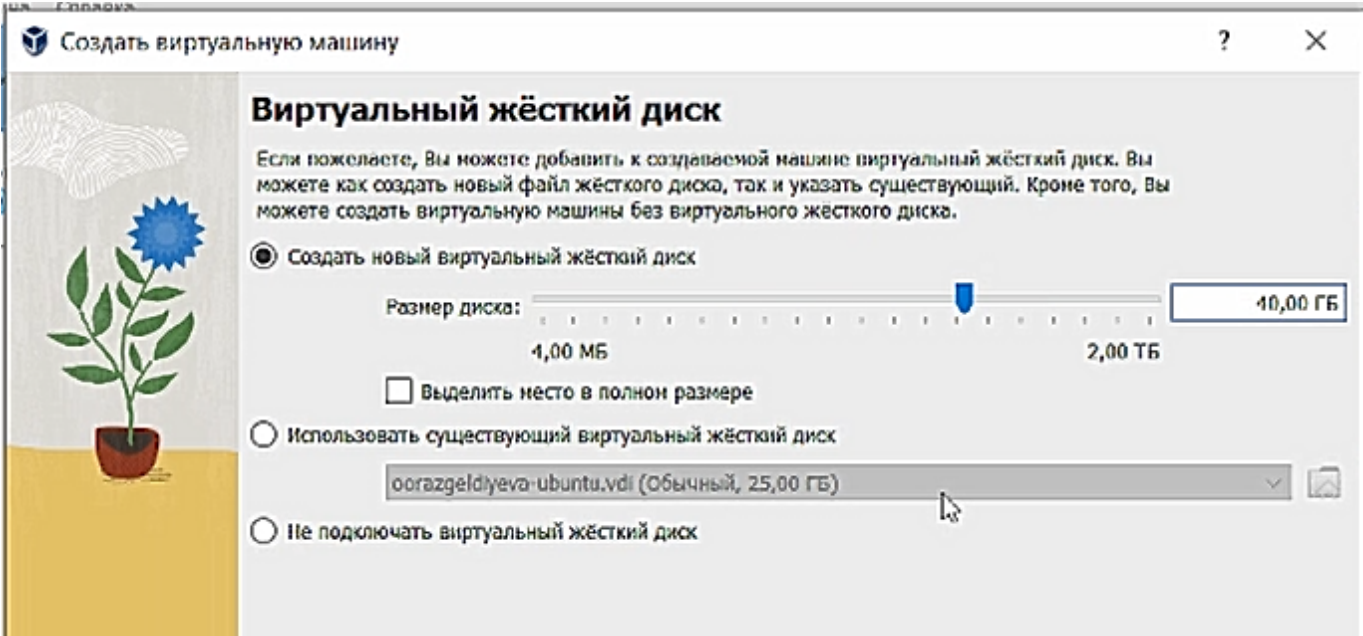 Справка
Создать виртуальную машину
?
Виртуальный жёсткий диск
Если пожелаете, Вы можете добавить к создаваемой машине виртуальный жёсткий диск. Вы
можете как создать новый файл жёсткого диска, так и указать существующий. Кроме того, Вы
можете создать виртуальную машины без виртуального жёсткого диска.
Создать новый виртуальный жёсткий диск
Размер диска: 40,00 ГБ
4,00 МБ 2,00 ТБ
Выделить место в полном размере
Использовать существующий виртуальный жёсткий диск
oorazgeldiyeva-ubuntu.vdi (Обычный, 25,00 ГБ)
Не подключать виртуальный жёсткий диск